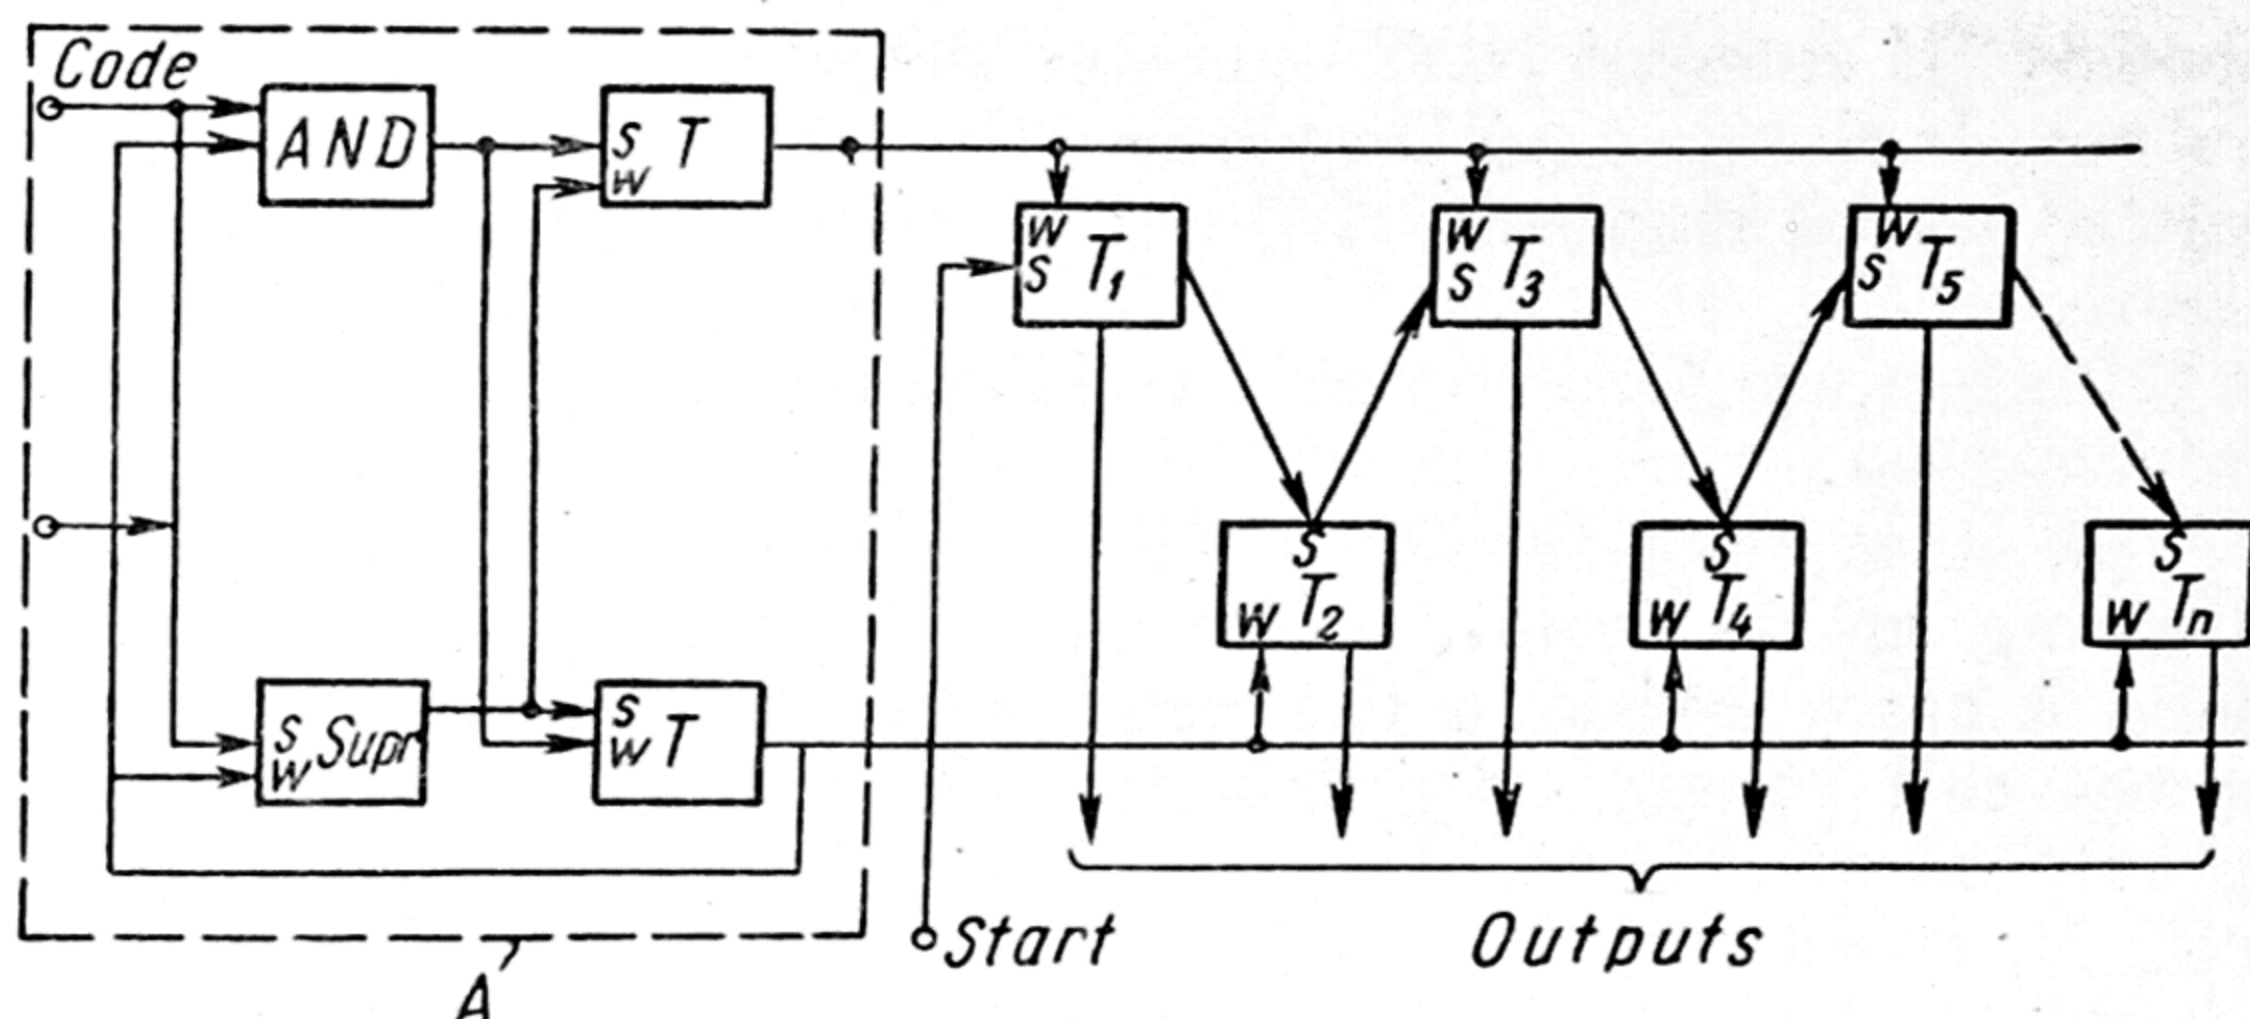 Code
AND
s T
w
w
s T1
w
s T3
w
s T5
s
w T2
s
w T4
s
w Tn
s Supr
w
s
w T
Start
Outputs
A'